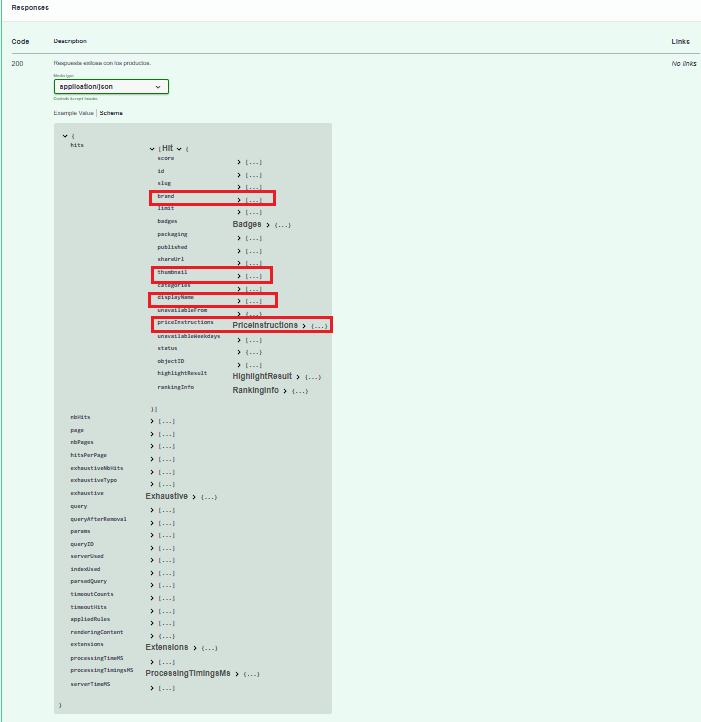 Responses
Code Description Links
200 Respuesta exitosa con los productos. No links
Media type
application/json
Controls Accept header.
Example Value | Schema
{
hits [Hit {
score [...]
id [...]
slug [...]
brand [...]
limit [...]
badges Badges {...}
packaging [...]
published [...]
shareUrl [...]
thumbnail [...]
categories [...]
displayName [...]
unavailableFrom {...}
priceInstructions PriceInstructions {...}
unavailableWeekdays [...]
status {...}
objectID [...]
highlightResult HighlightResult {...}
rankingInfo RankingInfo {...}
}]
nbHits [...]
page [...]
nbPages [...]
hitsPerPage [...]
exhaustiveNbHits [...]
exhaustiveTypo [...]
exhaustive Exhaustive {...}
query [...]
queryAfterRemoval [...]
params [...]
queryID [...]
serverUsed [...]
indexUsed [...]
parsedQuery [...]
timeoutCounts [...]
timeoutHits [...]
appliedRules [...]
renderingContent {...}
extensions Extensions {...}
processingTimeMS [...]
processingTimingsMS ProcessingTimingsMs {...}
serverTimeMS [...]
}